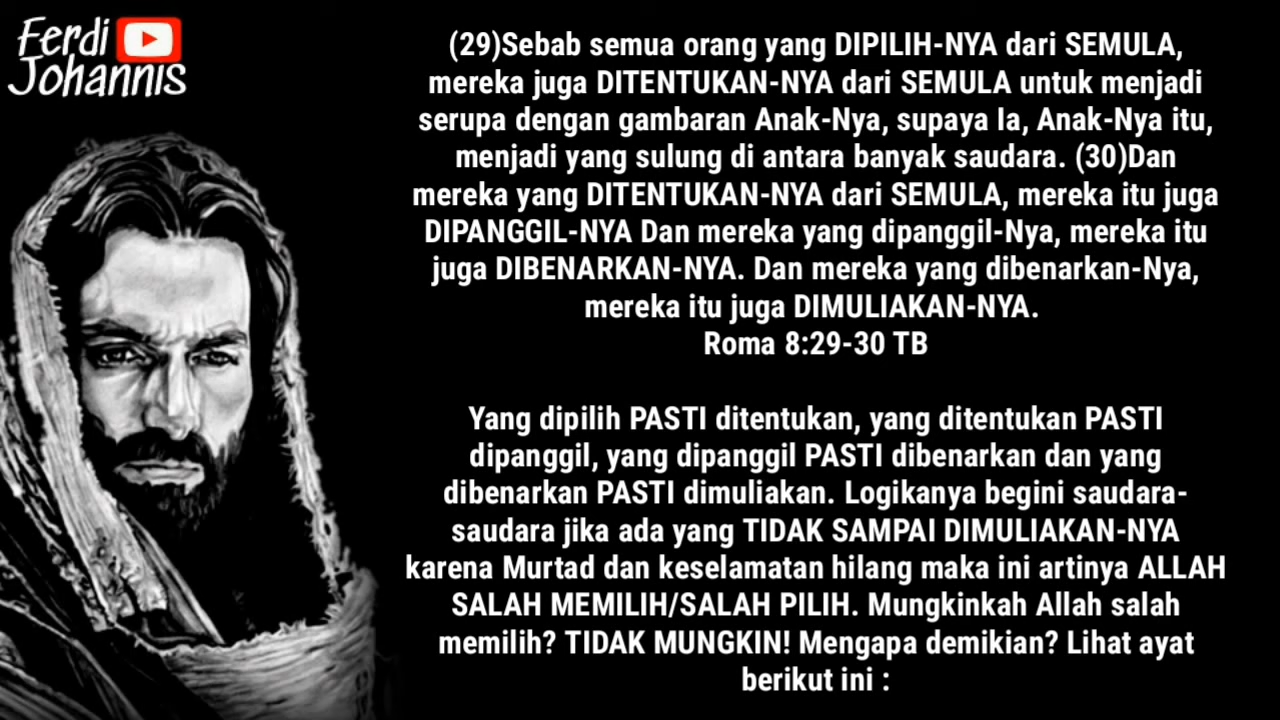 Ferdi
Johannis
(29)Sebab semua orang yang DIPILIH-NYA dari SEMULA,
mereka juga DITENTUKAN-NYA dari SEMULA untuk menjadi
serupa dengan gambaran Anak-Nya, supaya Ia, Anak-Nya itu,
menjadi yang sulung di antara banyak saudara. (30)Dan
mereka yang DITENTUKAN-NYA dari SEMULA, mereka itu juga
DIPANGGIL-NYA Dan mereka yang dipanggil-Nya, mereka itu
juga DIBENARKAN-NYA. Dan mereka yang dibenarkan-Nya,
mereka itu juga DIMULIAKAN-NYA.
Roma 8:29-30 TB
Yang dipilih PASTI ditentukan, yang ditentukan PASTI
dipanggil, yang dipanggil PASTI dibenarkan dan yang
dibenarkan PASTI dimuliakan. Logikanya begini saudara-
saudara jika ada yang TIDAK SAMPAI DIMULIAKAN-NYA
karena Murtad dan keselamatan hilang maka ini artinya ALLAH
SALAH MEMILIH/SALAH PILIH. Mungkinkah Allah salah
memilih? TIDAK MUNGKIN! Mengapa demikian? Lihat ayat
berikut ini :